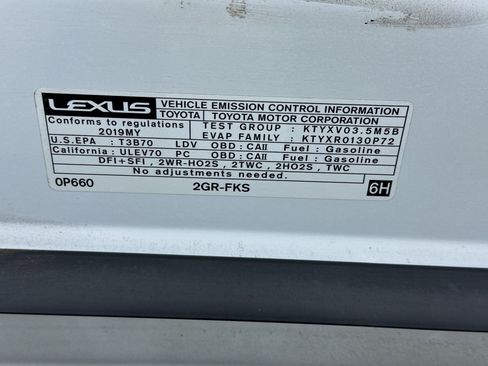 LEXUS VEHICLE EMISSION CONTROL INFORMATION
TOYOTA TOYOTA MOTOR CORPORATION
Conforms to regulations TEST GROUP : KTYXV03.5M5B
2019MY EVAP FAMILY : KTYXR0130P72
U.S.EPA : T3B70 LDV OBD : CAII Fuel : Gasoline
California : ULEV70 PC OBD : CAII Fuel : Gasoline
DFI+SFI , 2WR-HO2S , 2TWC , 2HO2S , TWC
No adjustments needed.
0P660 2GR-FKS 6H